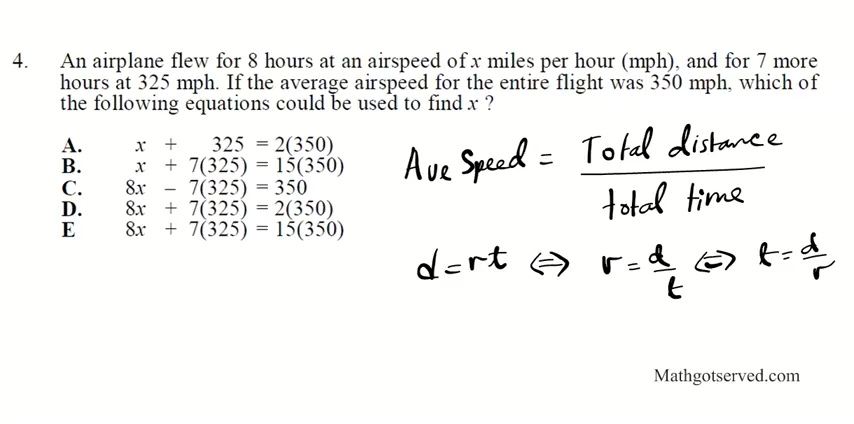 4. An airplane flew for 8 hours at an airspeed of x miles per hour (mph), and for 7 more
hours at 325 mph. If the average airspeed for the entire flight was 350 mph, which of
the following equations could be used to find x ?
A. x + 325 = 2(350)
B. x + 7(325) = 15(350)
C. 8x − 7(325) = 350
D. 8x + 7(325) = 2(350)
E 8x + 7(325) = 15(350)
Ave Speed = Total distance / total time
d = rt ⇔ r = d/t ⇔ t = d/r
Mathgotserved.com